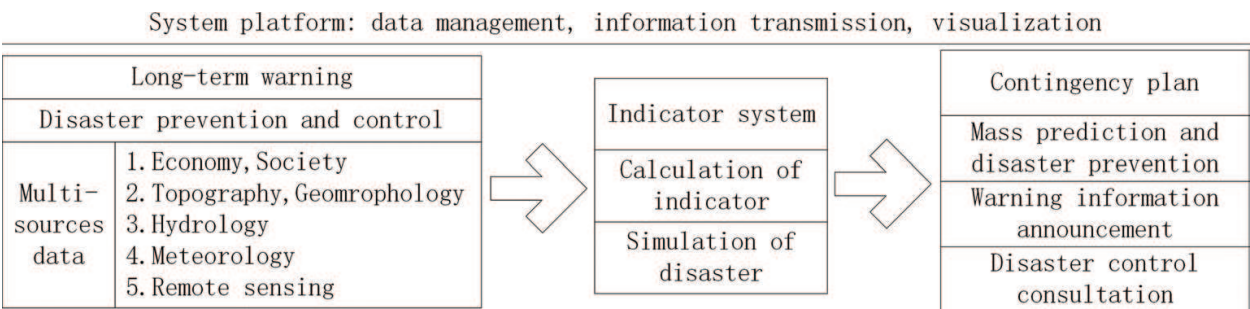 System platform: data management, information transmission, visualization
Long-term warning
Disaster prevention and control
Multi-
sources
data
1.Economy,Society
2.Topography,Geomrophology
3.Hydrology
4.Meteorology
5.Remote sensing
Indicator system
Calculation of
indicator
Simulation of
disaster
Contingency plan
Mass prediction and
disaster prevention
Warning information
announcement
Disaster control
consultation